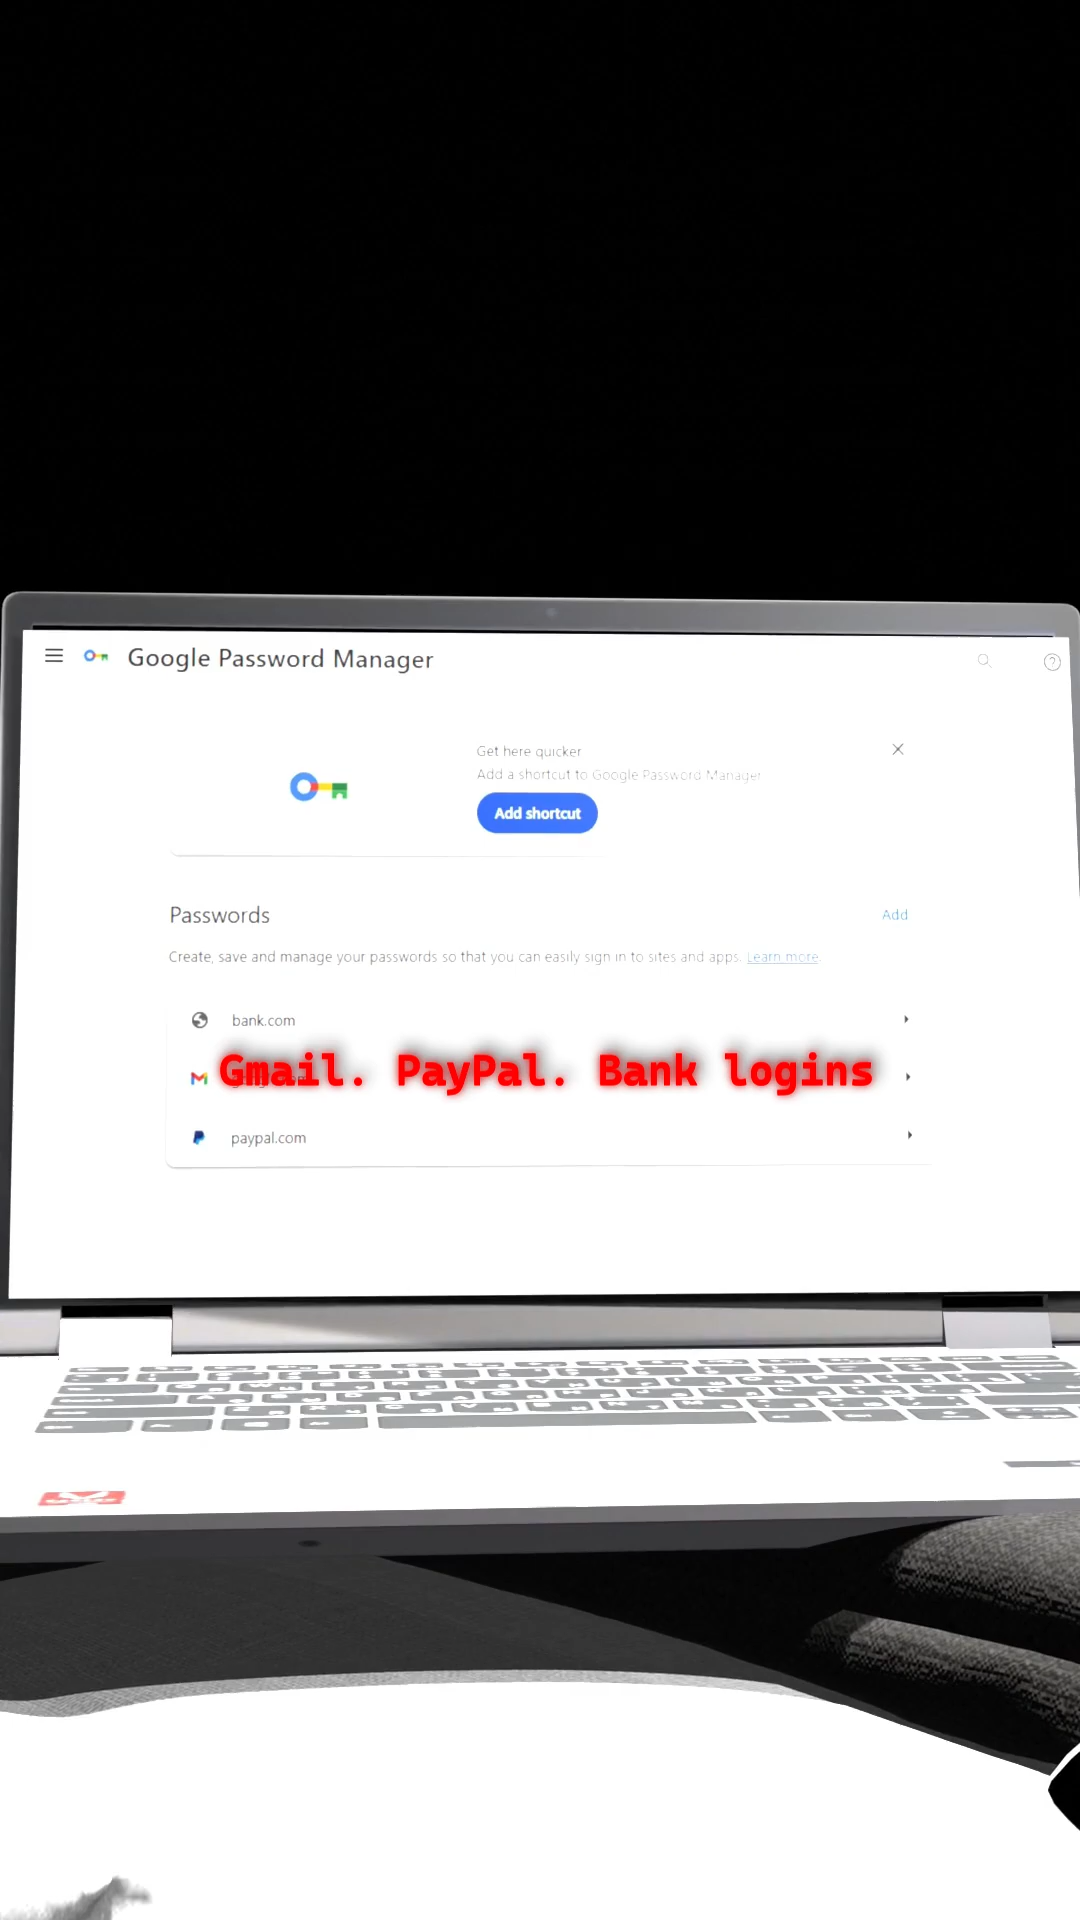 Google Password Manager
Get here quicker
Add a shortcut to Google Password Manager
Add shortcut
Passwords
Add
Create, save and manage your passwords so that you can easily sign in to sites and apps. Learn more
bank.com
Gmail. PayPal. Bank logins
paypal.com